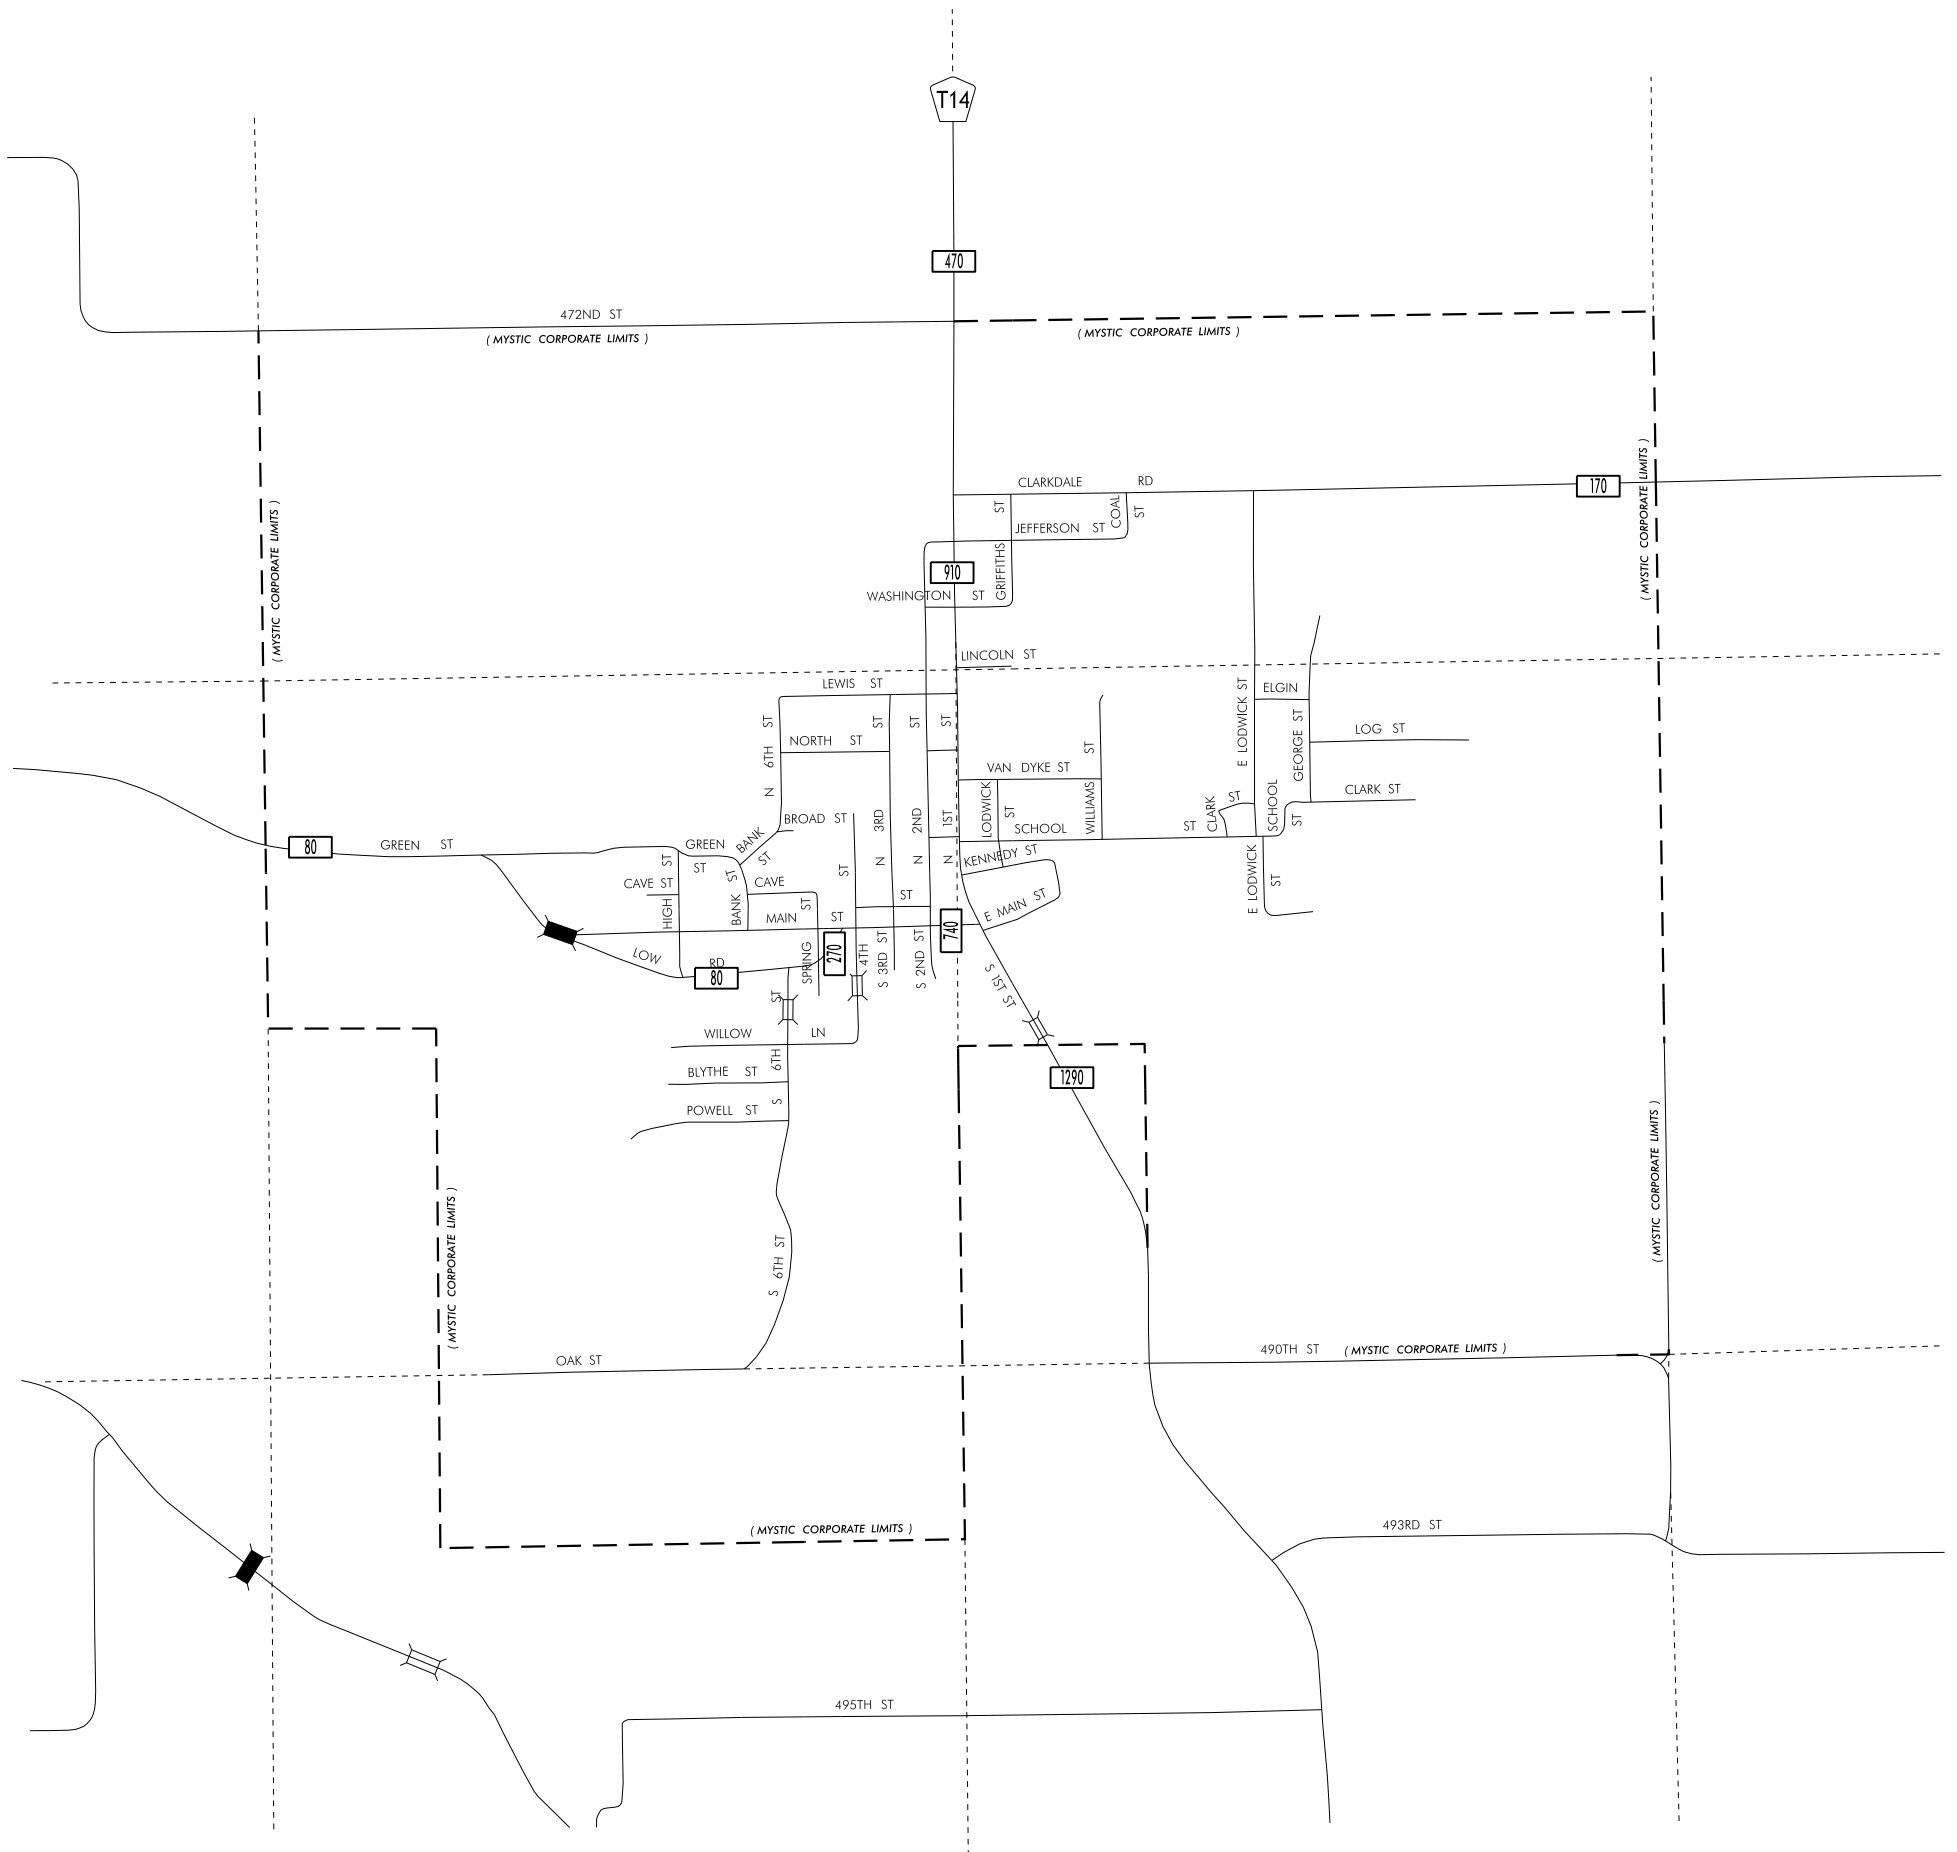 T14
470
472ND ST
( MYSTIC CORPORATE LIMITS )
( MYSTIC CORPORATE LIMITS )
CLARKDALE RD
170
( MYSTIC CORPORATE LIMITS )
( MYSTIC CORPORATE LIMITS )
COAL ST
JEFFERSON ST
GRIFFITHS ST
910
WASHINGTON ST
LINCOLN ST
LEWIS ST
E LODWICK ST
ELGIN
GEORGE ST
LOG ST
N 6TH ST
NORTH ST
N 3RD ST
N 2ND ST
N 1ST ST
VAN DYKE ST
WILLIAMS ST
LODWICK ST
CLARK ST
CLARK ST
SCHOOL ST
SCHOOL ST
BROAD ST
BANK ST
80
GREEN ST
GREEN ST
KENNEDY ST
HIGH ST
CAVE ST
BANK ST
CAVE
ST
ST
E LODWICK ST
MAIN ST
E MAIN ST
740
270
LOW RD
80
SPRING ST
4TH
S 3RD ST
S 2ND ST
S 1ST ST
WILLOW LN
S 6TH ST
BLYTHE ST
1290
POWELL ST
( MYSTIC CORPORATE LIMITS )
( MYSTIC CORPORATE LIMITS )
S 6TH ST
OAK ST
490TH ST ( MYSTIC CORPORATE LIMITS )
( MYSTIC CORPORATE LIMITS )
493RD ST
495TH ST